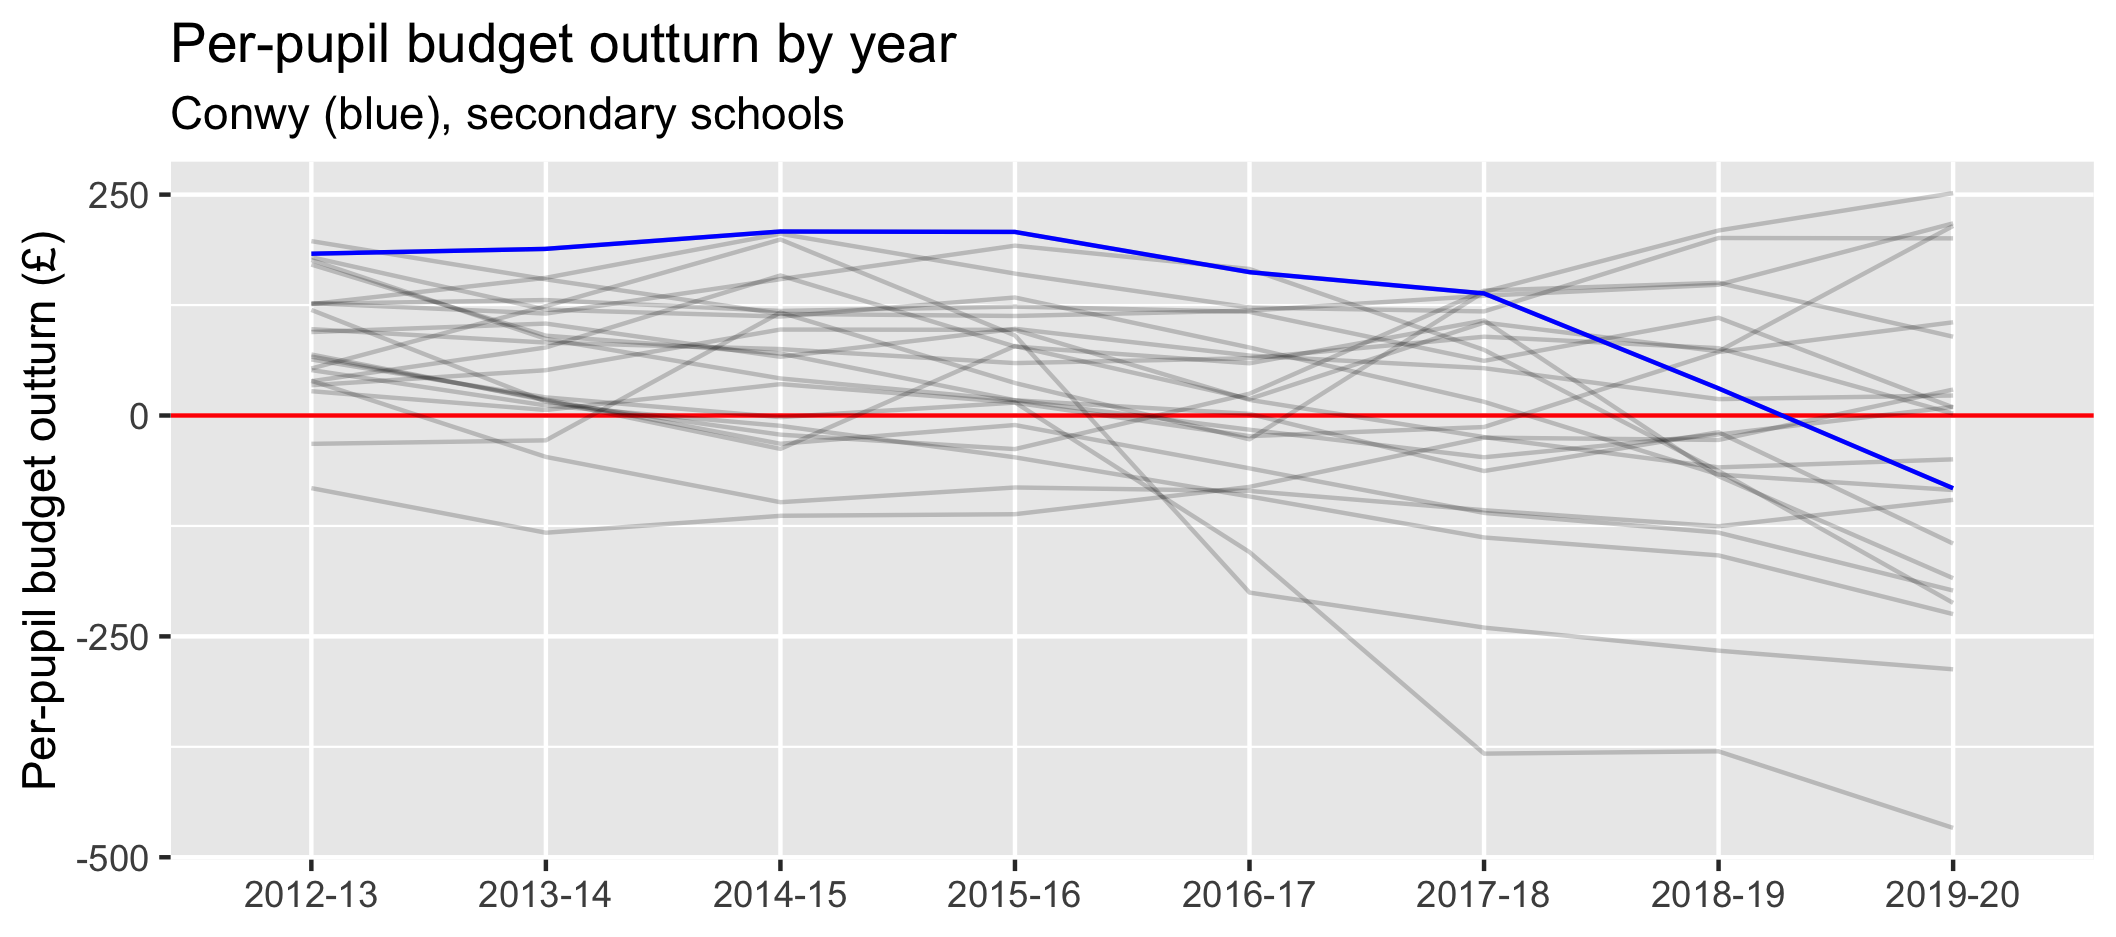 Per-pupil budget outturn by year
Conwy (blue), secondary schools
Per-pupil budget outturn (£)
250
0
-250
-500
2012-13 2013-14 2014-15 2015-16 2016-17 2017-18 2018-19 2019-20